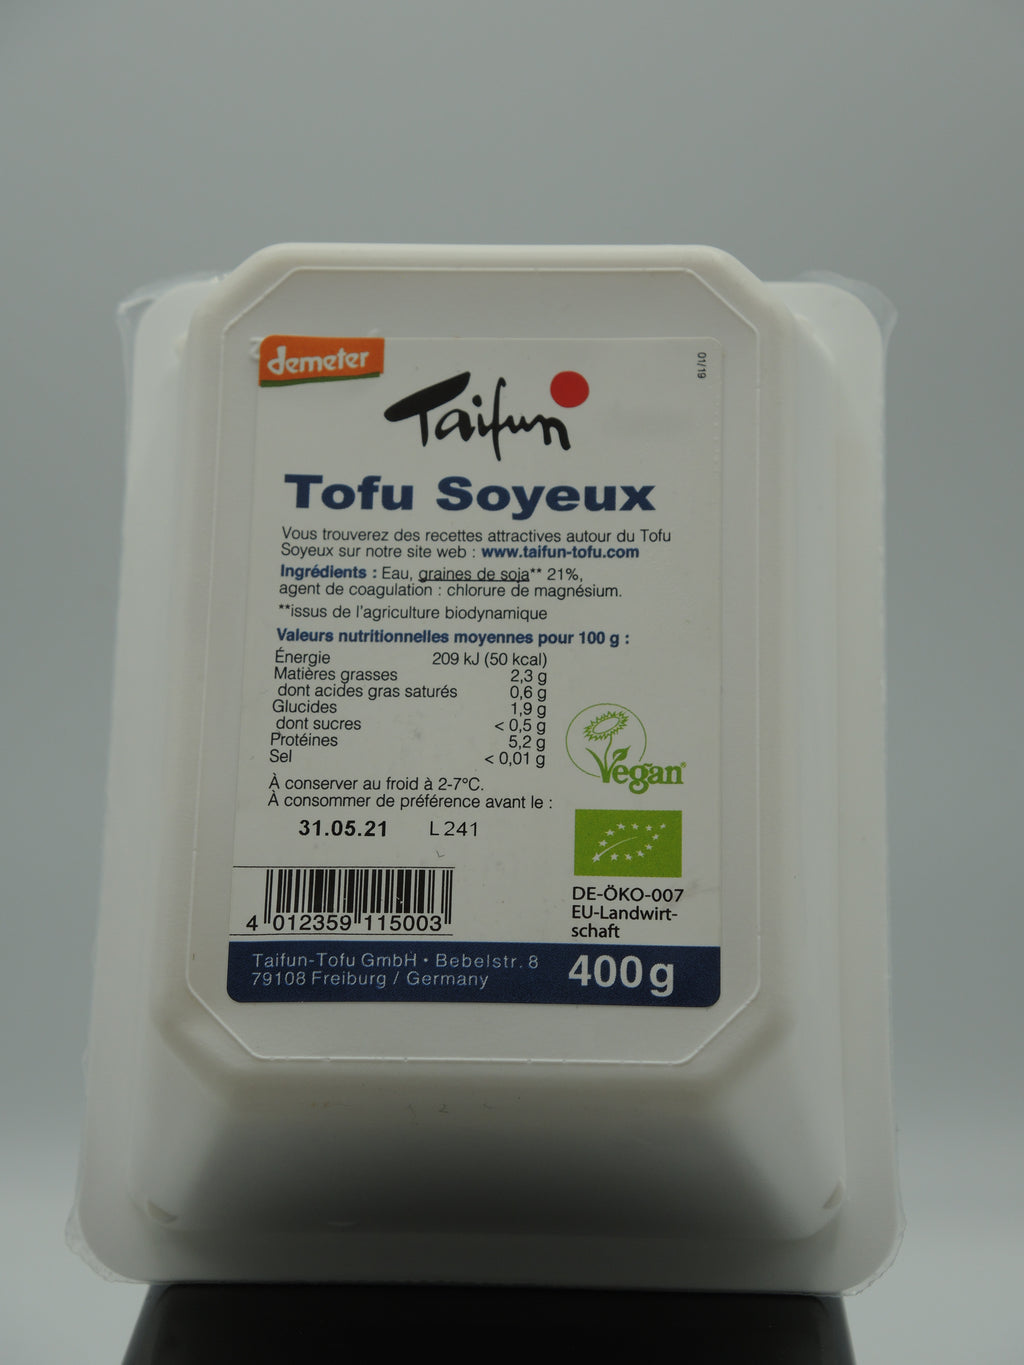 demeter
01/19
Taifun
Tofu Soyeux
Vous trouverez des recettes attractives autour du Tofu
Soyeux sur notre site web : www.taifun-tofu.com
Ingrédients : Eau, graines de soja** 21%,
agent de coagulation : chlorure de magnésium.
**issus de l'agriculture biodynamique
Valeurs nutritionnelles moyennes pour 100 g :
Énergie 209 kJ (50 kcal)
Matières grasses 2,3 g
dont acides gras saturés 0,6 g
Glucides 1,9 g
dont sucres < 0,5 g
Protéines 5,2 g
Sel < 0,01 g
Vegan
À conserver au froid à 2-7°C.
À consommer de préférence avant le :
31.05.21 L 241
DE-ÖKO-007
EU-Landwirt-
schaft
4 012359 115003
Taifun-Tofu GmbH • Bebelstr. 8
79108 Freiburg / Germany
400 g